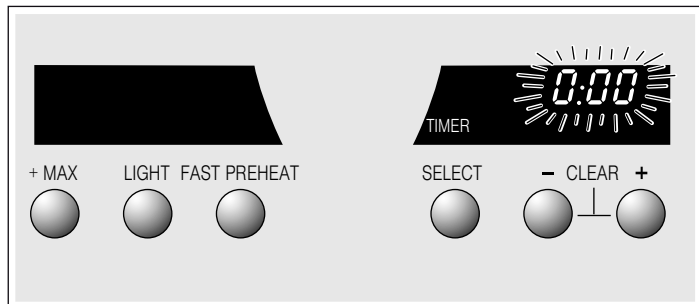 0:00
TIMER
+ MAX LIGHT FAST PREHEAT SELECT – CLEAR +